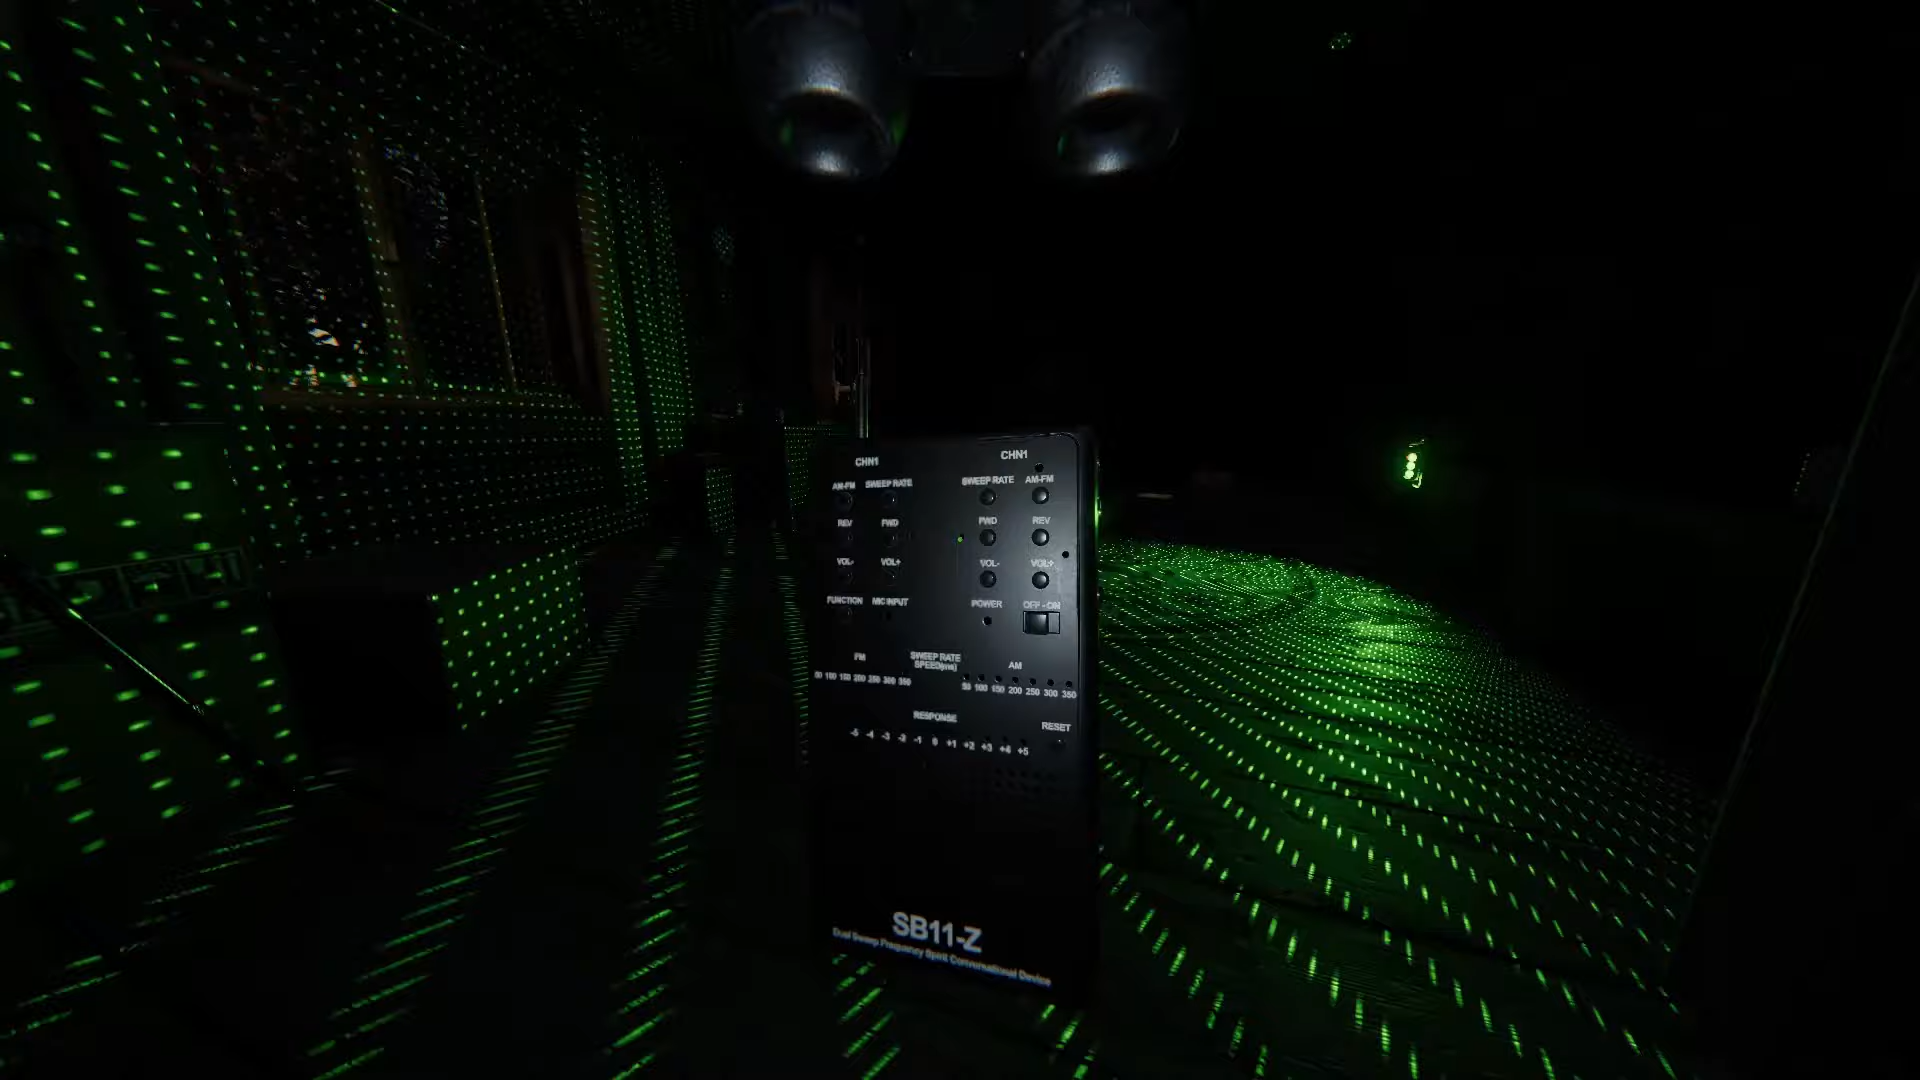 CHN1 CHN1
AM-FM SWEEP RATE SWEEP RATE AM-FM
REV FWD FWD REV
VOL- VOL+ VOL- VOL+
FUNCTION MIC INPUT POWER OFF - ON
FM SWEEP RATE AM
SPEED(ms)
50 100 150 200 250 300 350 50 100 150 200 250 300 350
RESPONSE RESET
-5 -4 -3 -2 -1 0 +1 +2 +3 +4 +5
SB11-Z
Dual Sweep Frequency Spirit Conversational Device